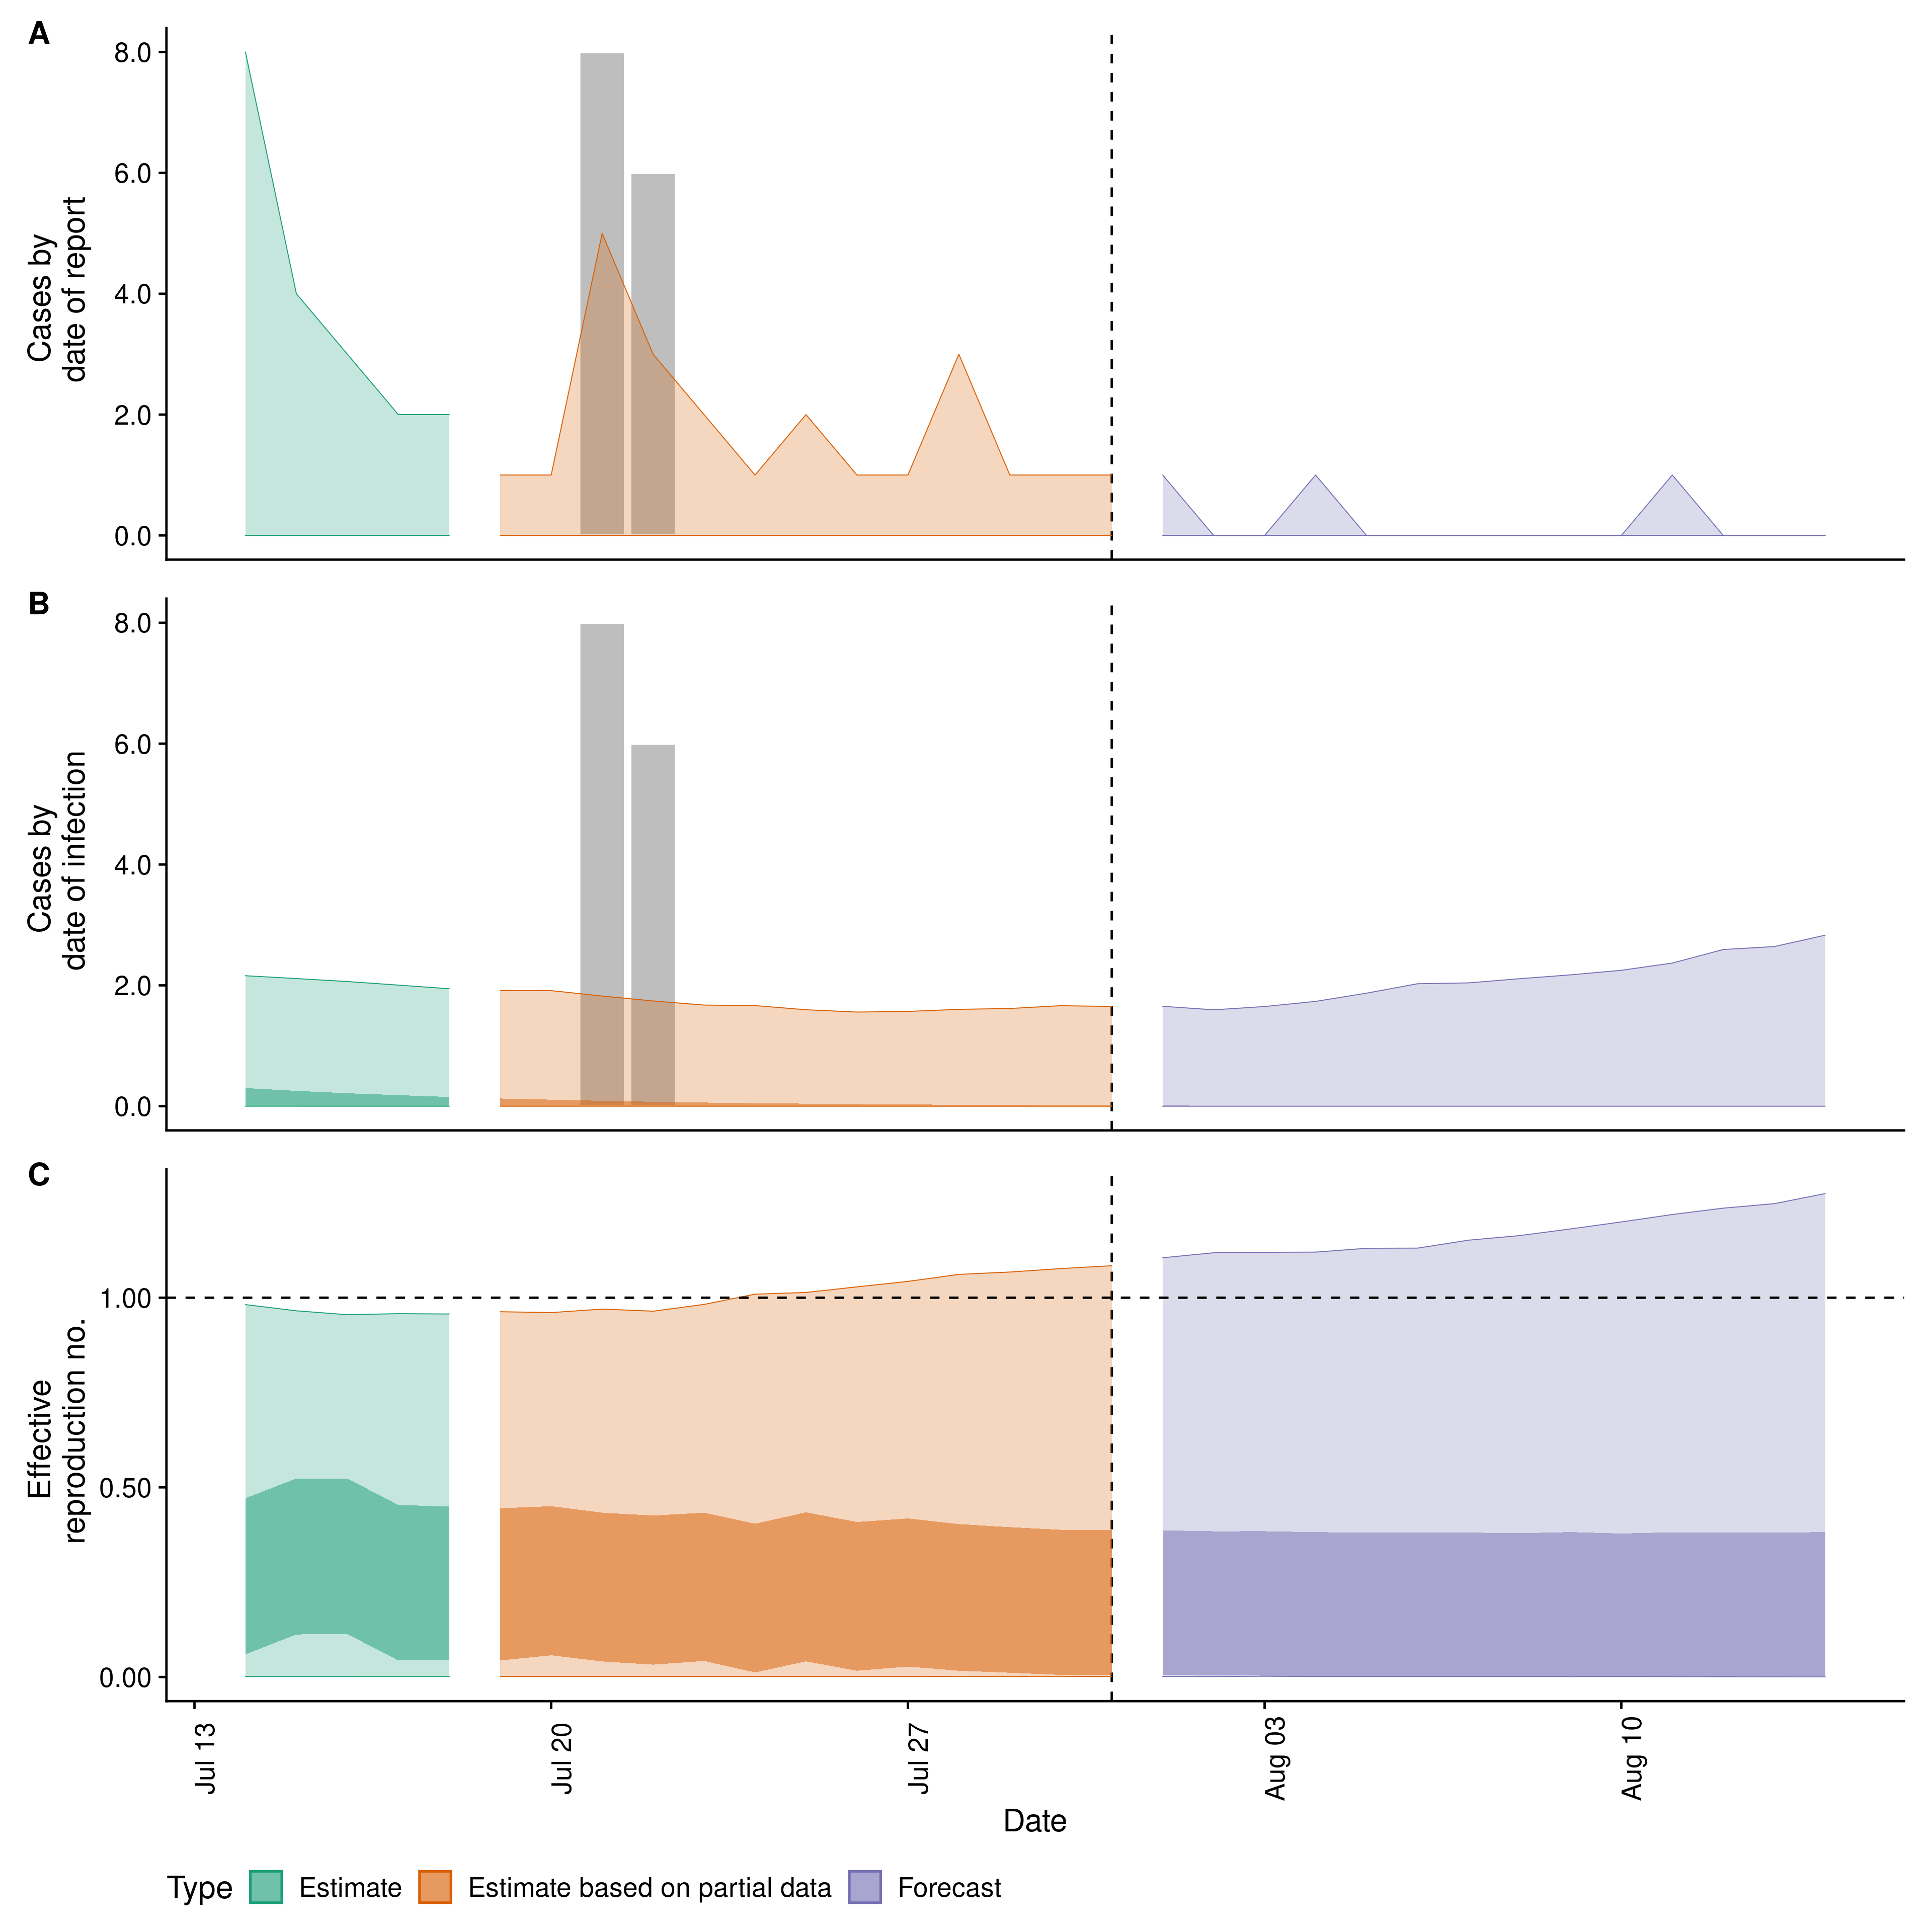 A
8.0
6.0
4.0
2.0
0.0
Cases by
date of report
B
8.0
6.0
4.0
2.0
0.0
Cases by
date of infection
C
1.00
0.50
0.00
Effective
reproduction no.
Jul 13
Jul 20
Jul 27
Aug 03
Aug 10
Date
Type Estimate Estimate based on partial data Forecast